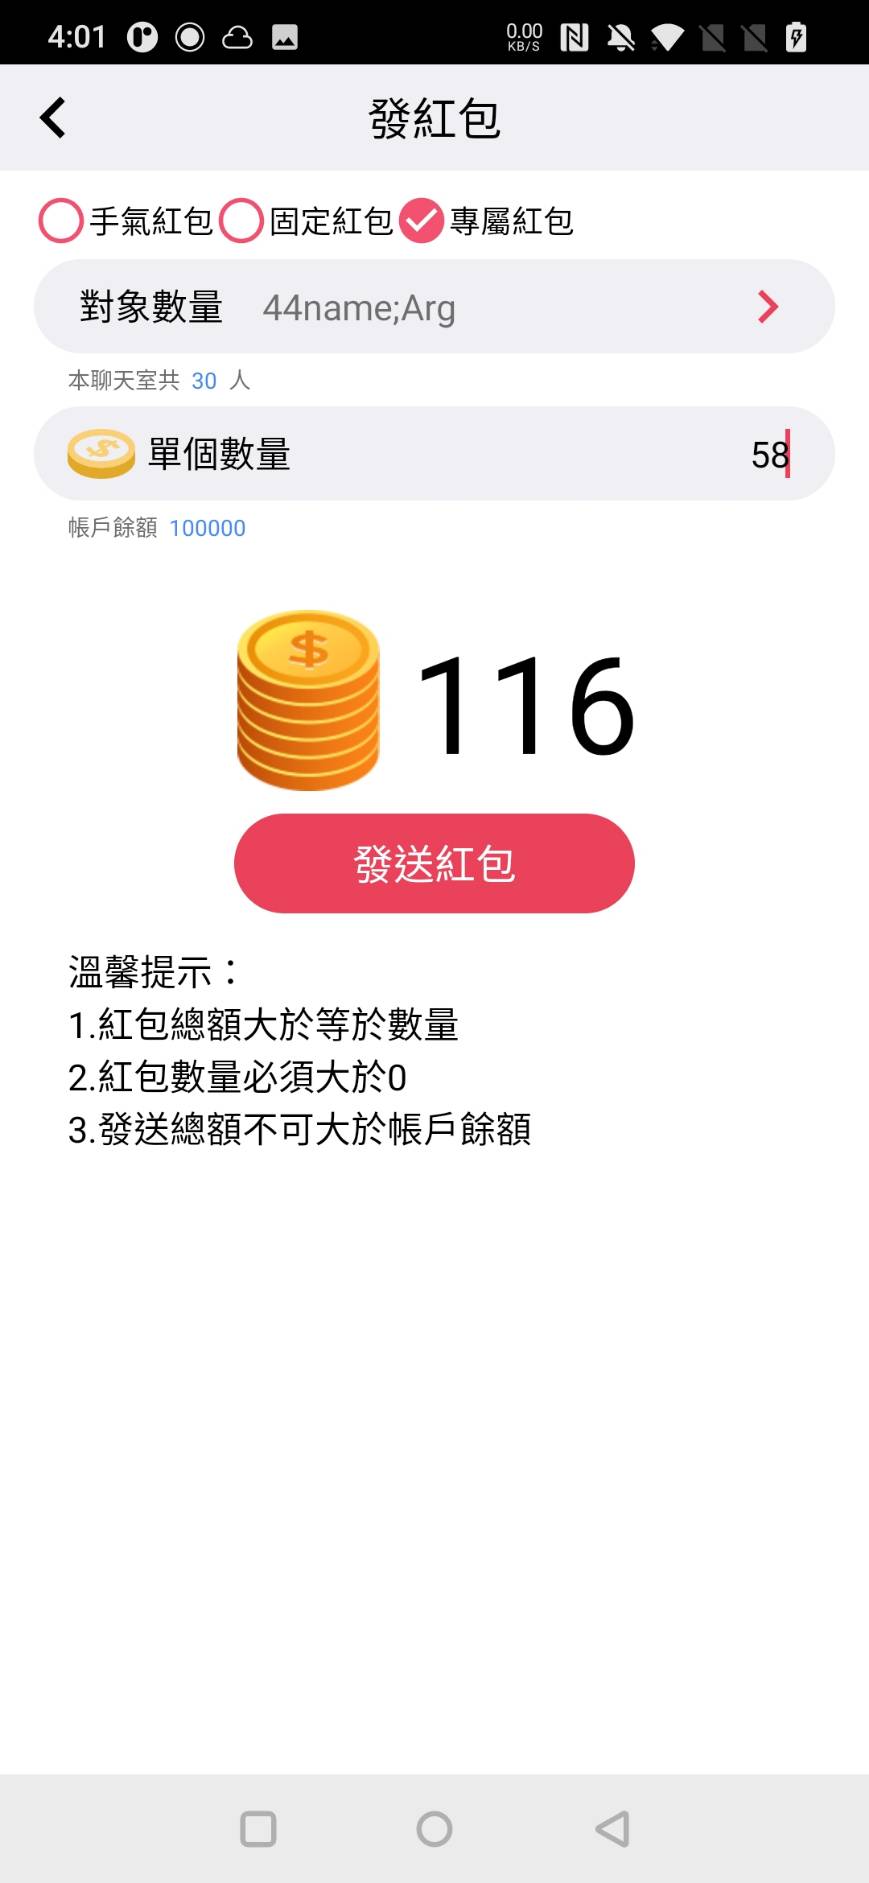 4:01 0.00 KB/S
發紅包
手氣紅包 固定紅包 專屬紅包
對象數量 44name;Arg
本聊天室共 30 人
單個數量 58
帳戶餘額 100000
116
發送紅包
溫馨提示：
1.紅包總額大於等於數量
2.紅包數量必須大於0
3.發送總額不可大於帳戶餘額